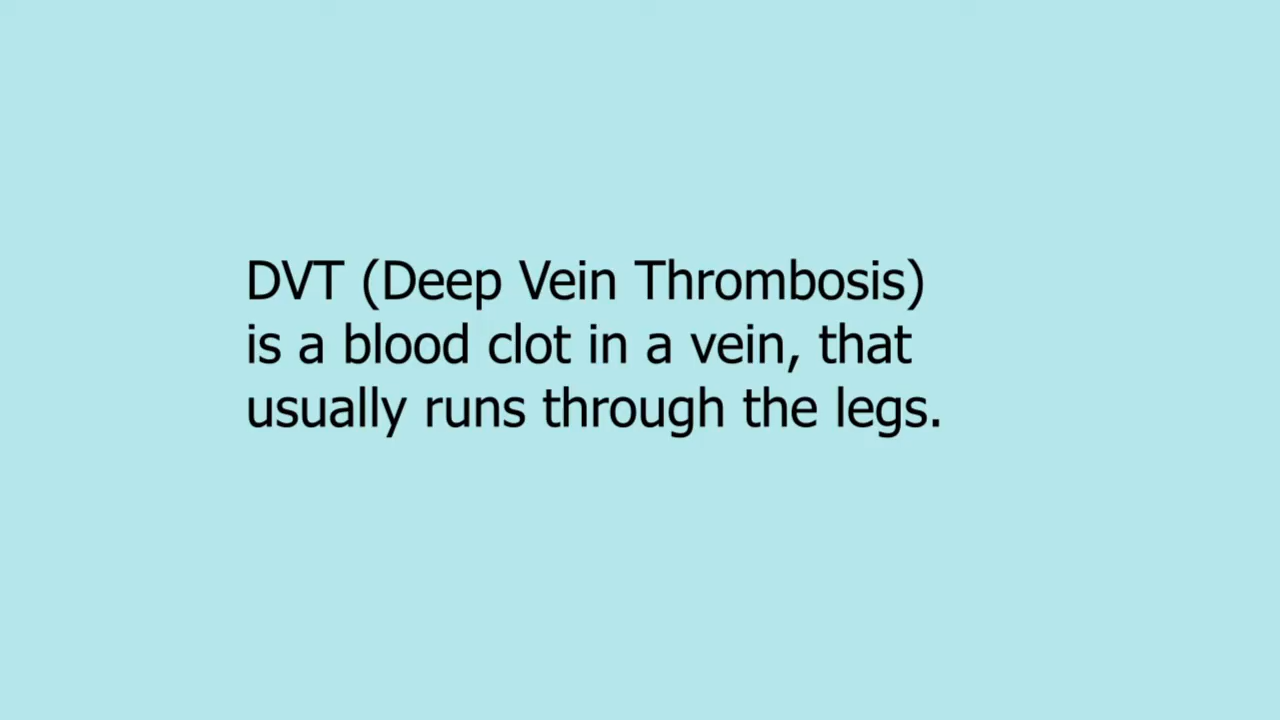 DVT (Deep Vein Thrombosis)
is a blood clot in a vein, that
usually runs through the legs.